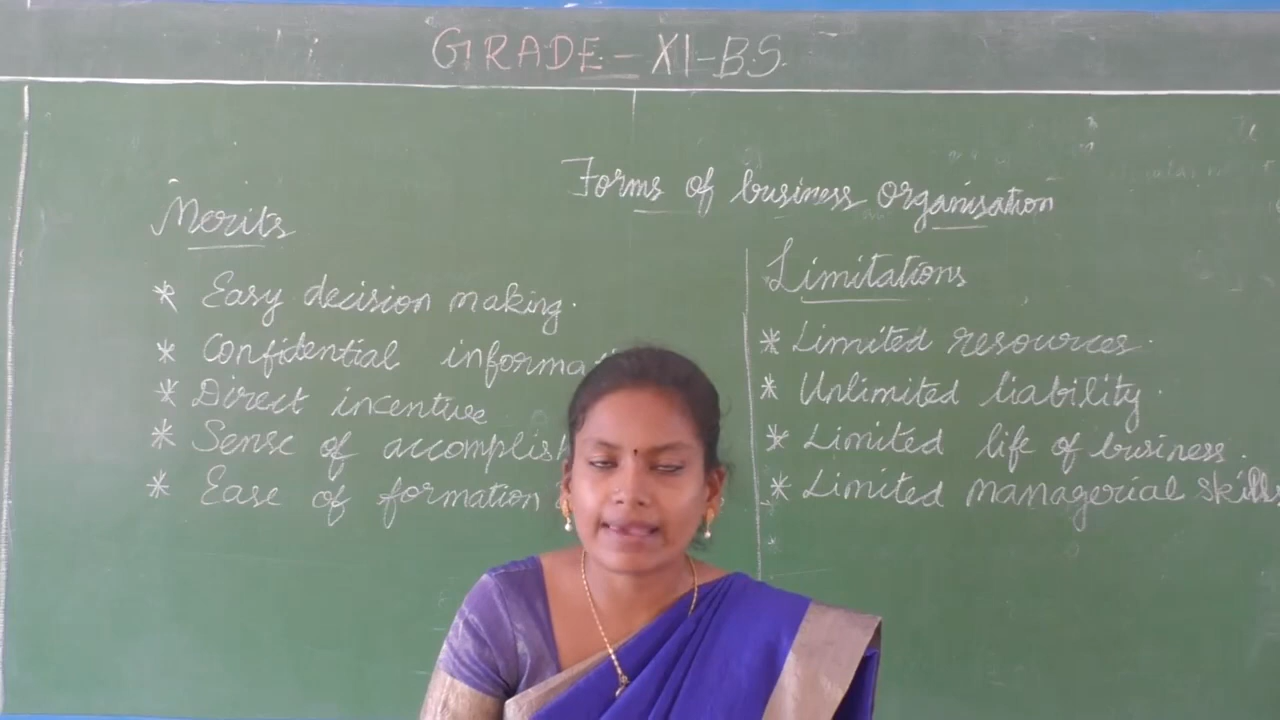 GRADE - XI-BS
Forms of business organisation
Merits
* Easy decision making.
* Confidential informa
* Direct incentive
* Sense of accomplish
* Ease of formation
Limitations
* Limited resources.
* Unlimited liability.
* Limited life of business.
* Limited managerial skills